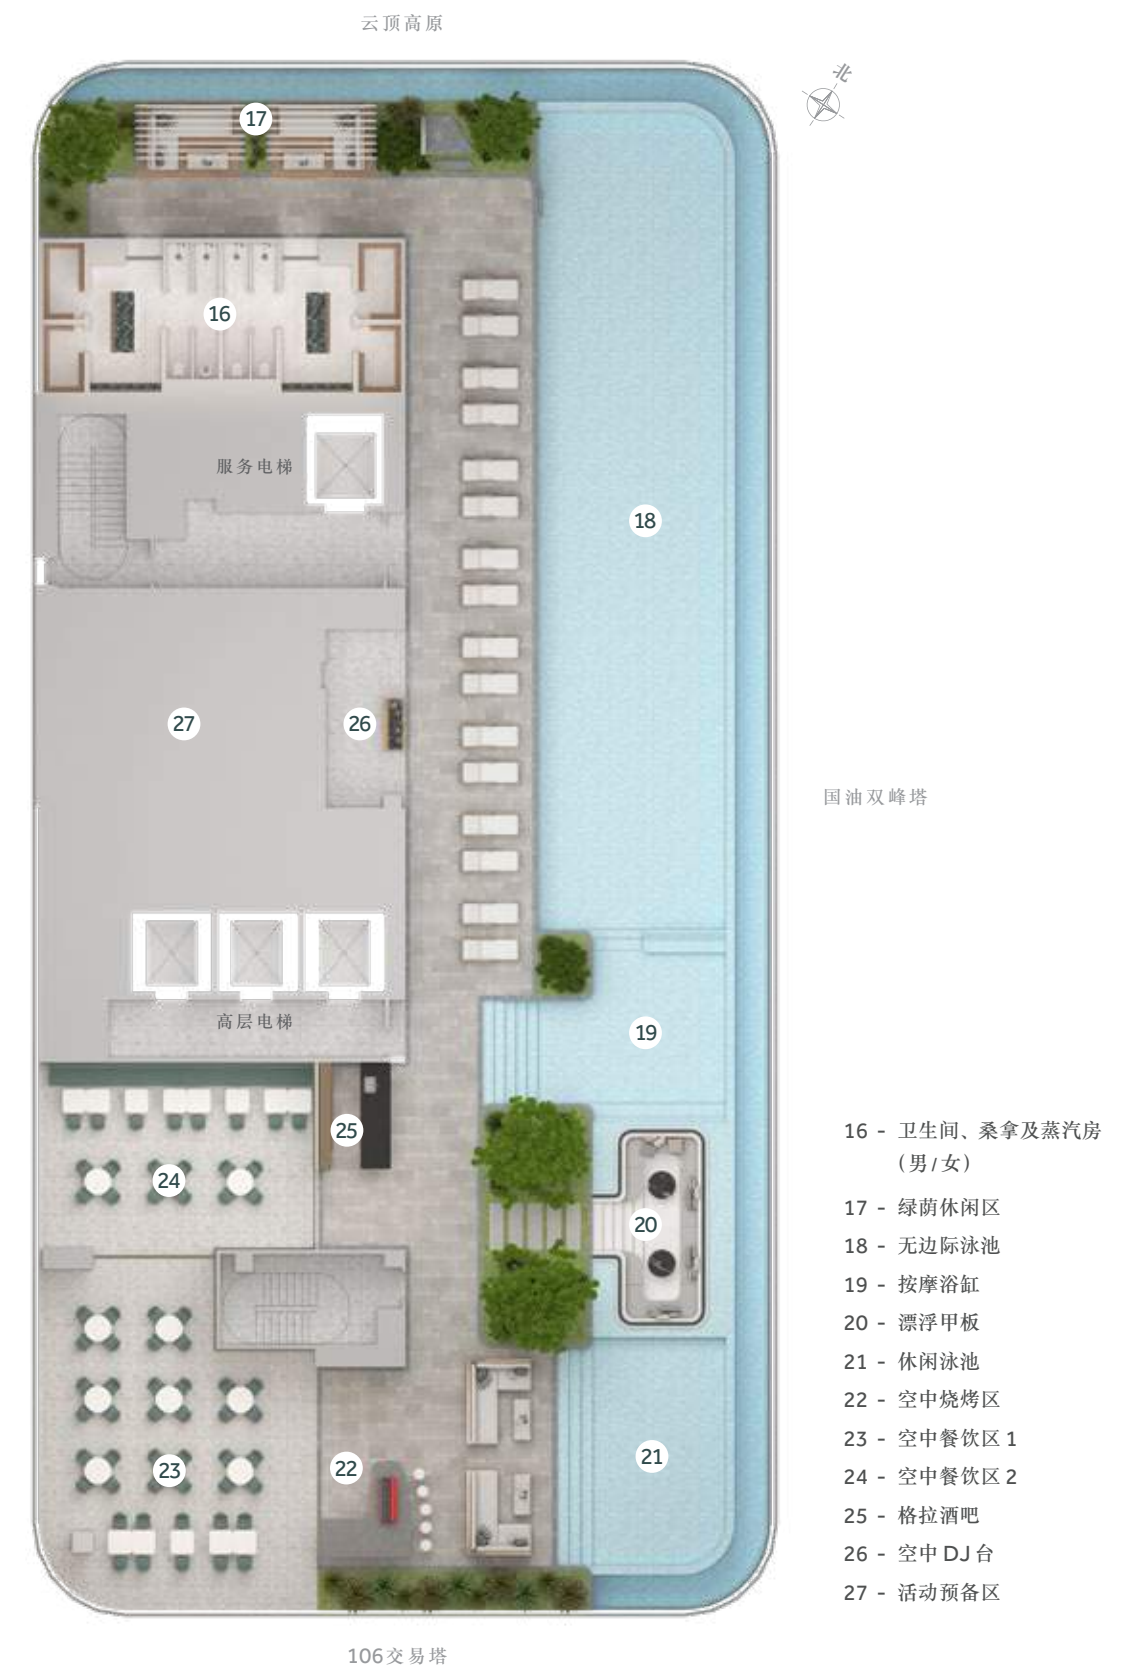 云顶高原
北
17
16
服务电梯
18
27
26
国油双峰塔
高层电梯
19
25
24
20
23
22
21
16 - 卫生间、桑拿及蒸汽房
(男/女)
17 - 绿荫休闲区
18 - 无边际泳池
19 - 按摩浴缸
20 - 漂浮甲板
21 - 休闲泳池
22 - 空中烧烤区
23 - 空中餐饮区 1
24 - 空中餐饮区 2
25 - 格拉酒吧
26 - 空中 DJ 台
27 - 活动预备区
106交易塔